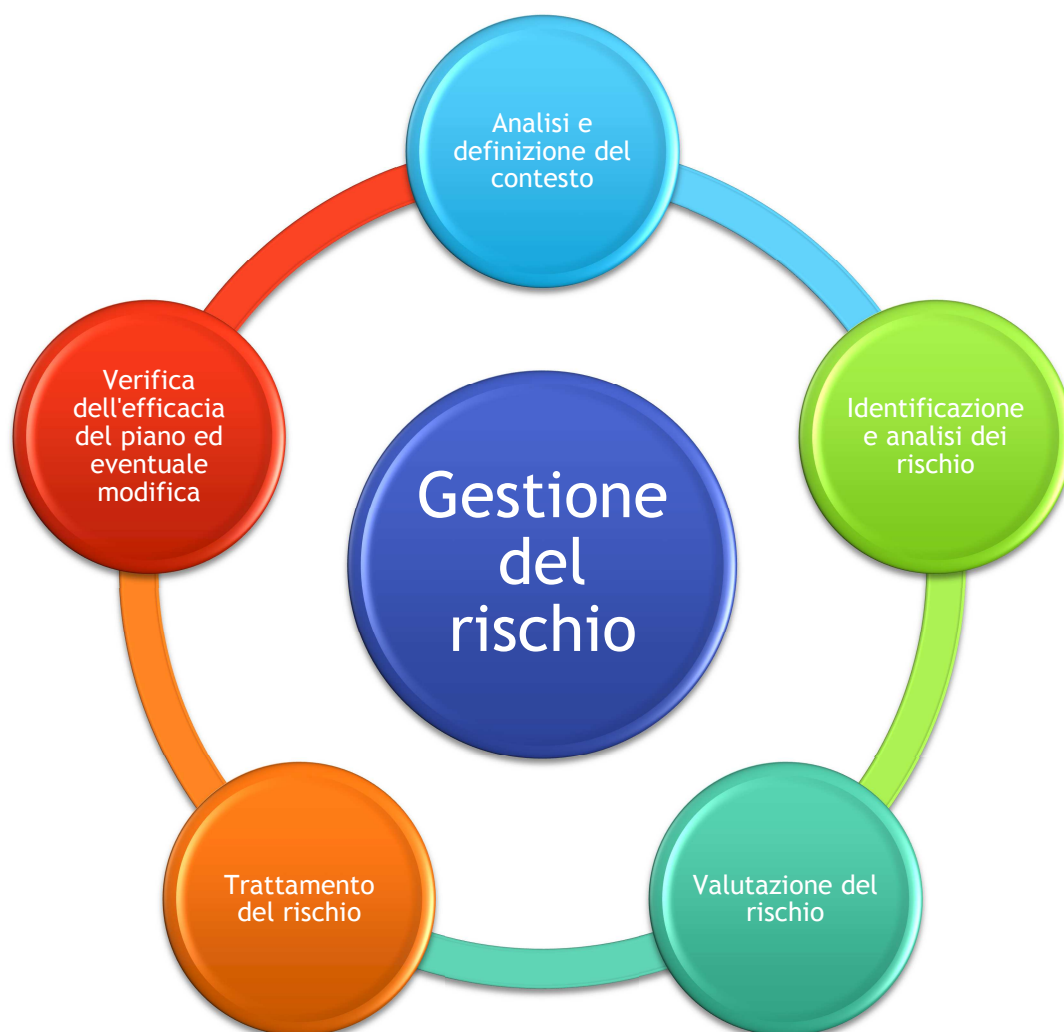 Analisi e
definizione del
contesto
Identificazione
e analisi dei
rischio
Valutazione del
rischio
Trattamento
del rischio
Verifica
dell'efficacia
del piano ed
eventuale
modifica
Gestione
del
rischio